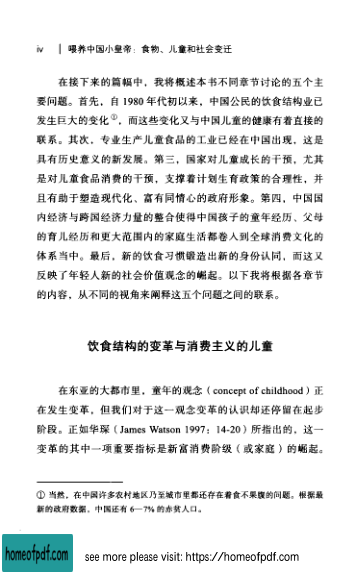 iv | 喂养中国小皇帝：食物、儿童和社会变迁
在接下来的篇幅中，我将概述本书不同章节讨论的五个主
要问题。首先，自 1980 年代初以来，中国公民的饮食结构业已
发生巨大的变化①，而这些变化又与中国儿童的健康有着直接的
联系。其次，专业生产儿童食品的工业已经在中国出现，这是
具有历史意义的新发展。第三，国家对儿童成长的干预，尤其
是对儿童食品消费的干预，支撑着计划生育政策的合理性，并
且有助于塑造现代化、富有同情心的政府形象。第四，中国国
内经济与跨国经济力量的整合使得中国孩子的童年经历、父母
的育儿经历和更大范围内的家庭生活都卷入到全球消费文化的
体系当中。最后，新的饮食习惯锻造出新的身份认同，而这又
反映了年轻人新的社会价值观念的崛起。以下我将根据各章节
的内容，从不同的视角来阐释这五个问题之间的联系。
饮食结构的变革与消费主义的儿童
在东亚的大都市里，童年的观念（concept of childhood）正
在发生变革，但我们对于这一观念变革的认识却还停留在起步
阶段。正如华琛（James Watson 1997：14-20）所指出的，这一
变革的其中一项重要指标是新富消费阶级（或家庭）的崛起。
① 当然，在中国许多农村地区乃至城市里都还存在着食不果腹的问题。根据最
新的政府数据，中国还有 6—7% 的赤贫人口。
homeofpdf.com
see more please visit: https://homeofpdf.com